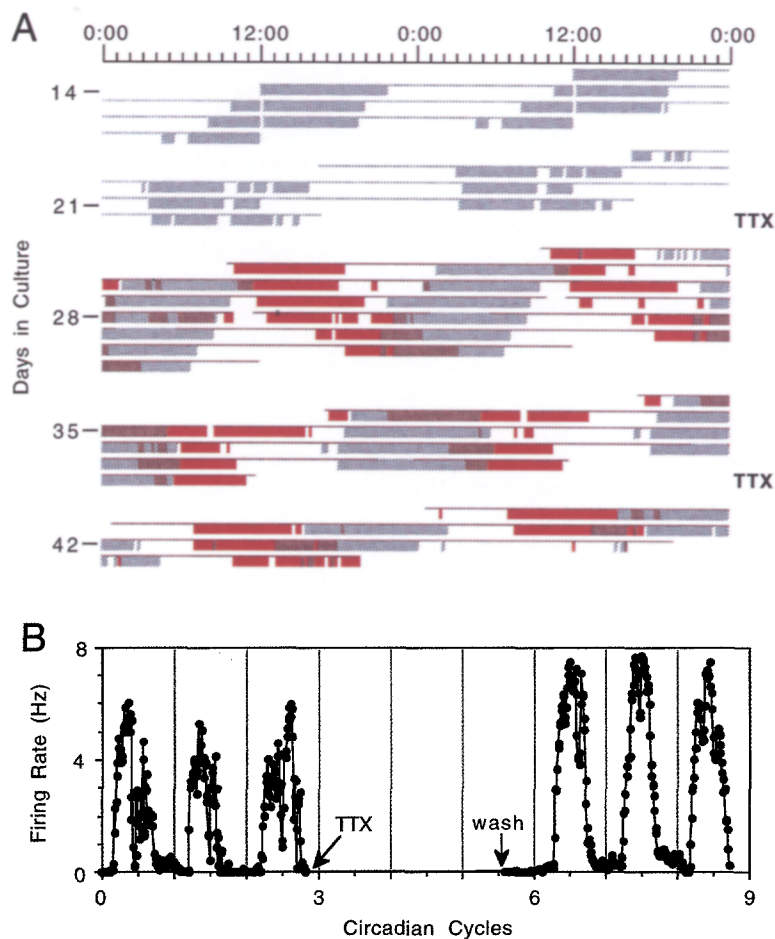 A
0:00 12:00 0:00 12:00 0:00
14
21
TTX
28
35
TTX
42
Days in Culture
B
8
4
0
Firing Rate (Hz)
TTX
wash
0 3 6 9
Circadian Cycles